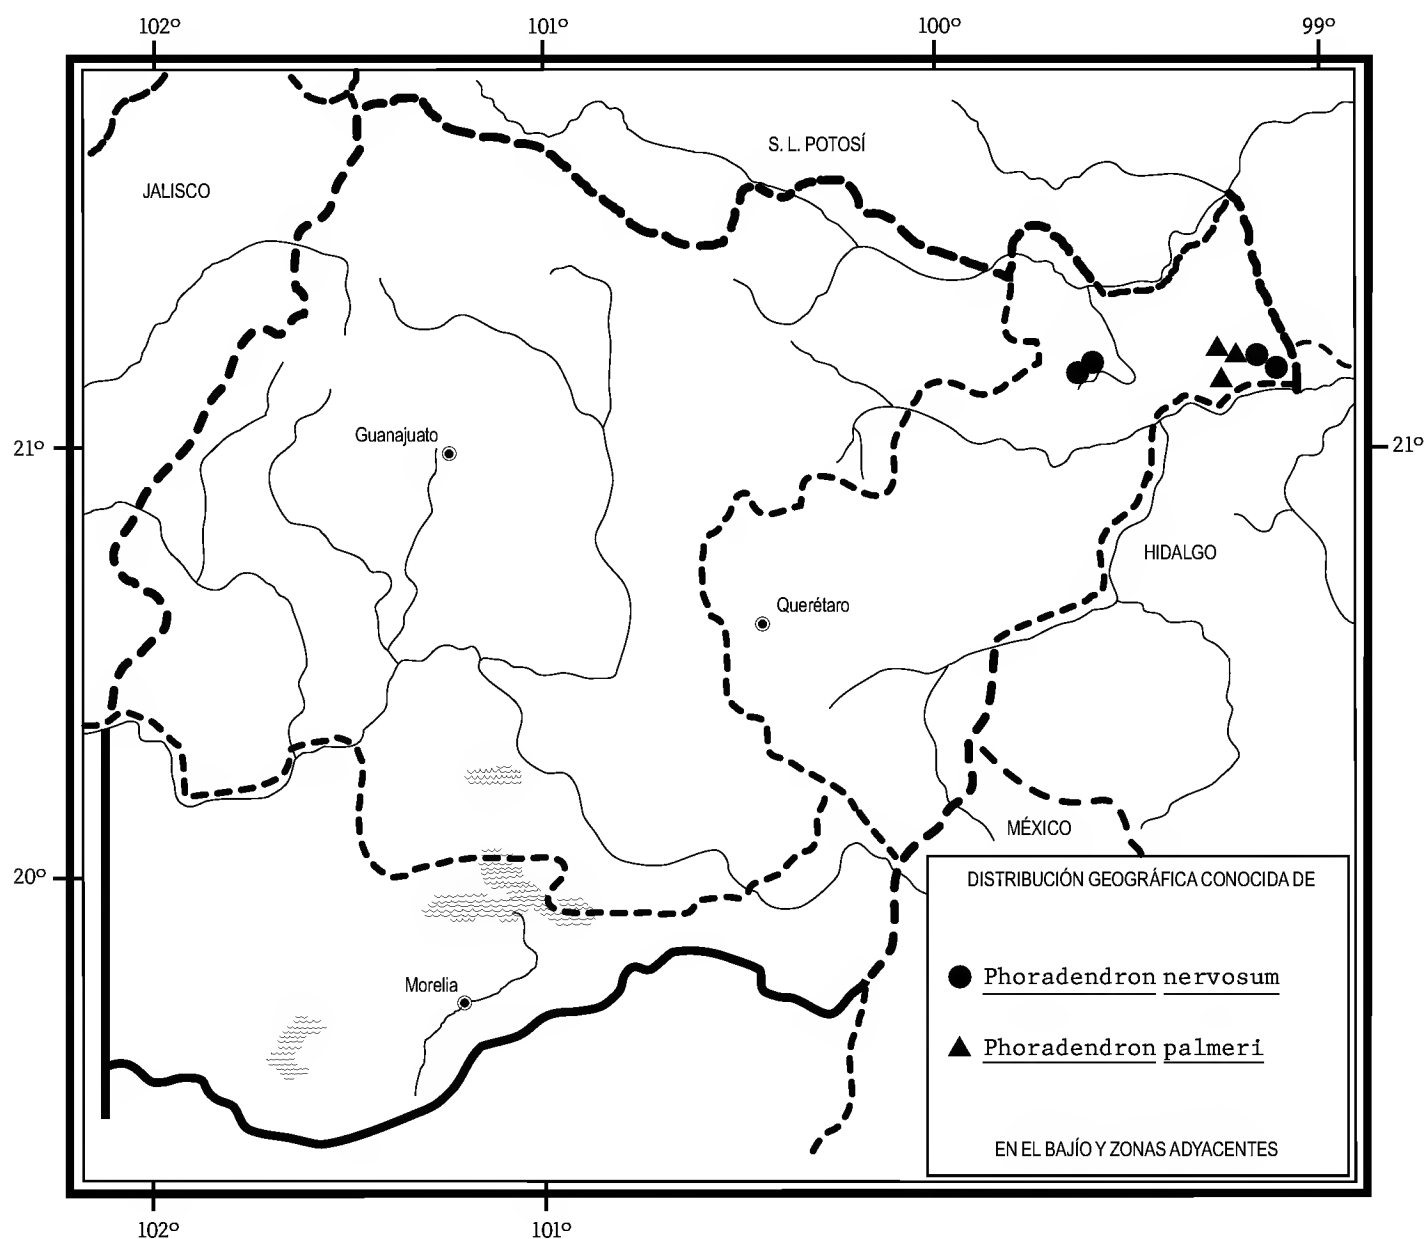 102º 101º 100º 99º
S. L. POTOSÍ
JALISCO
Guanajuato
21º 21º
HIDALGO
Querétaro
MÉXICO
20º
DISTRIBUCIÓN GEOGRÁFICA CONOCIDA DE
Phoradendron nervosum
Morelia
Phoradendron palmeri
EN EL BAJÍO Y ZONAS ADYACENTES
102º 101º